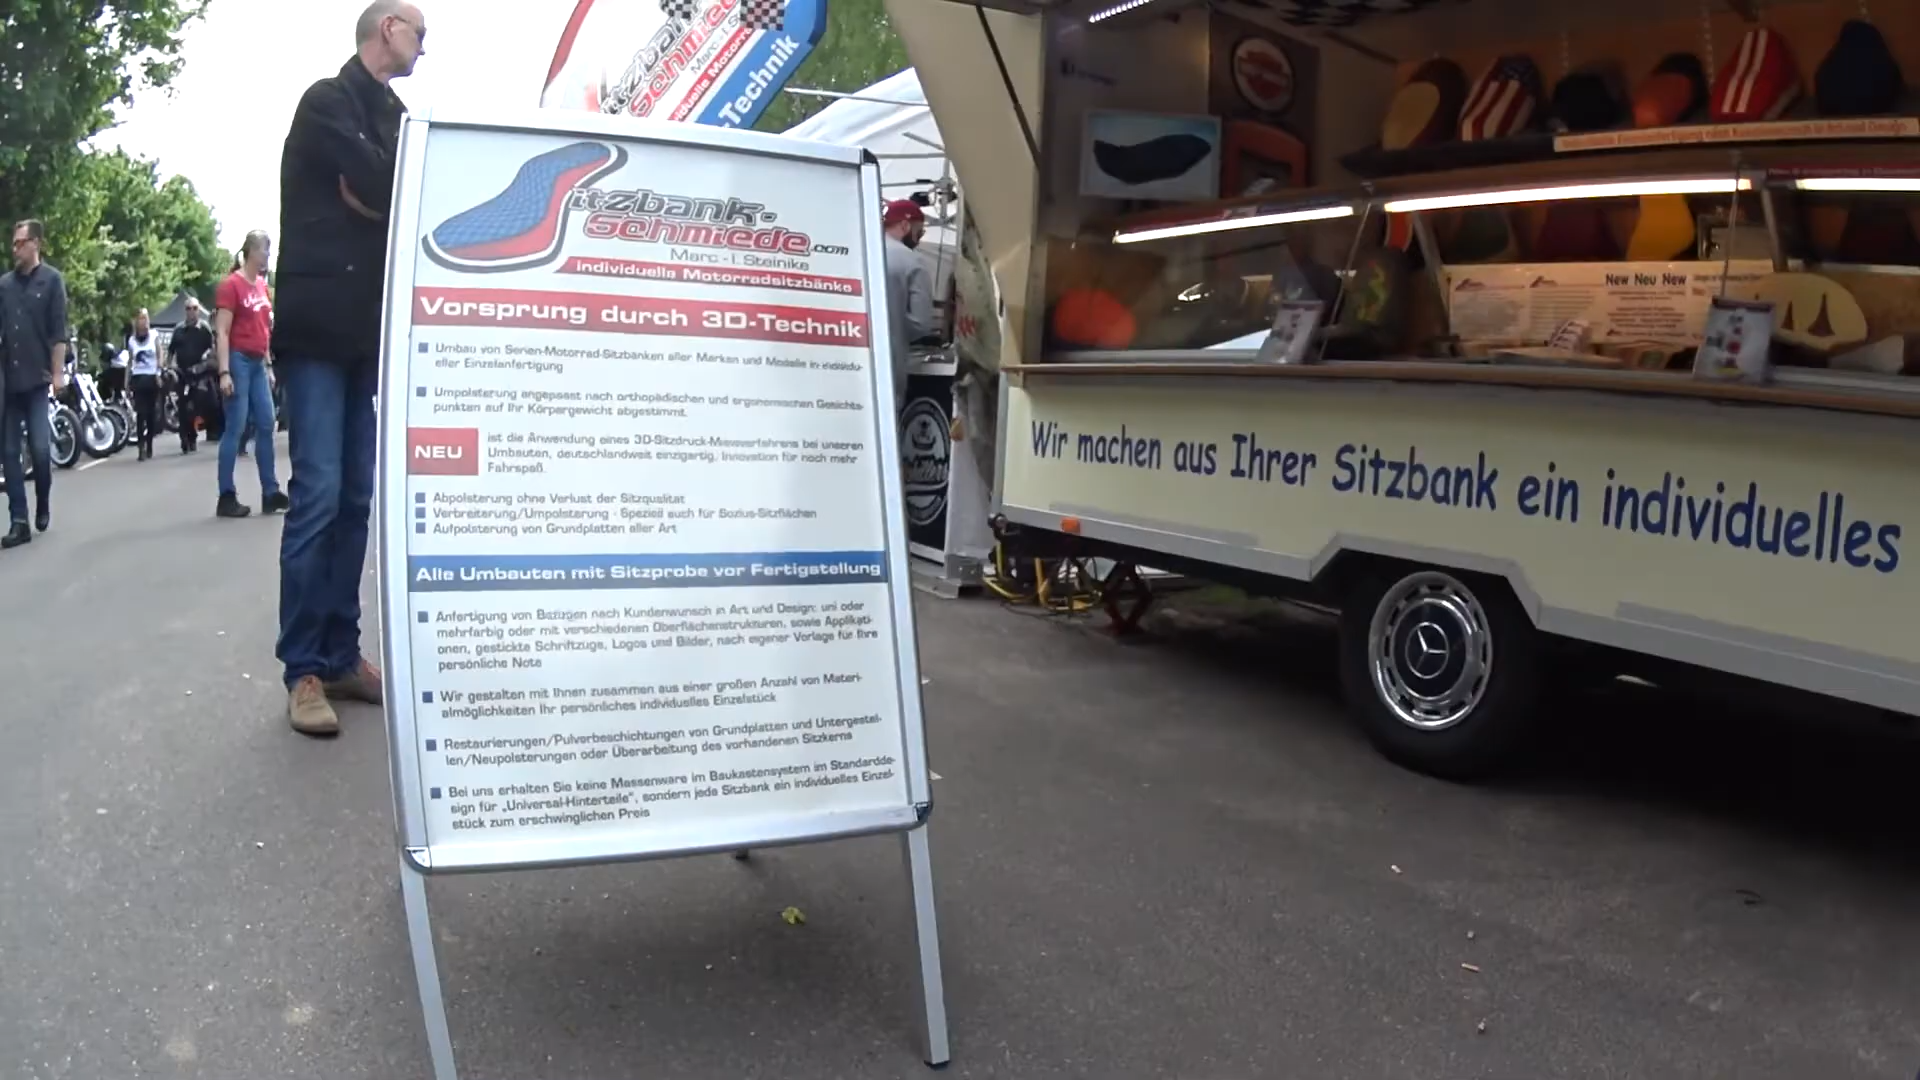 itzbank-
Schmiede
Marc-I. S
Technik
Sitzbank-
Schmiede.com
Marc - I. Steinike
individuelle Motorradsitzbänke
Vorsprung durch 3D-Technik
Umbau von Serien-Motorrad-Sitzbänken aller Marken und Modelle in individu-
eller Einzelanfertigung
Umpolsterung angepasst nach orthopädischen und ergonomischen Gesichts-
punkten auf Ihr Körpergewicht abgestimmt.
NEU
ist die Anwendung eines 3D-Sitzdruck-Messverfahrens bei unseren
Umbauten, deutschlandweit einzigartig. Innovation für noch mehr
Fahrspaß.
Abpolsterung ohne Verlust der Sitzqualität
Verbreiterung/Umpolsterung - Speziell auch für Sozius-Sitzflächen
Aufpolsterung von Grundplatten aller Art
Alle Umbauten mit Sitzprobe vor Fertigstellung
Anfertigung von Bezügen nach Kundenwunsch in Art und Design: uni oder
mehrfarbig oder mit verschiedenen Oberflächenstrukturen, sowie Applikati-
onen, gestickte Schriftzüge, Logos und Bilder, nach eigener Vorlage für Ihre
persönliche Note
Wir gestalten mit Ihnen zusammen aus einer großen Anzahl von Materi-
almöglichkeiten Ihr persönliches individuelles Einzelstück
Restaurierungen/Pulverbeschichtungen von Grundplatten und Untergestel-
len/Neupolsterungen oder Überarbeitung des vorhandenen Sitzkerns
Bei uns erhalten Sie keine Massenware im Baukastensystem im Standardde-
sign für „Universal-Hinterteile", sondern jede Sitzbank ein individuelles Einzel-
stück zum erschwinglichen Preis
New Neu New
Wir machen aus Ihrer Sitzbank ein individuelles